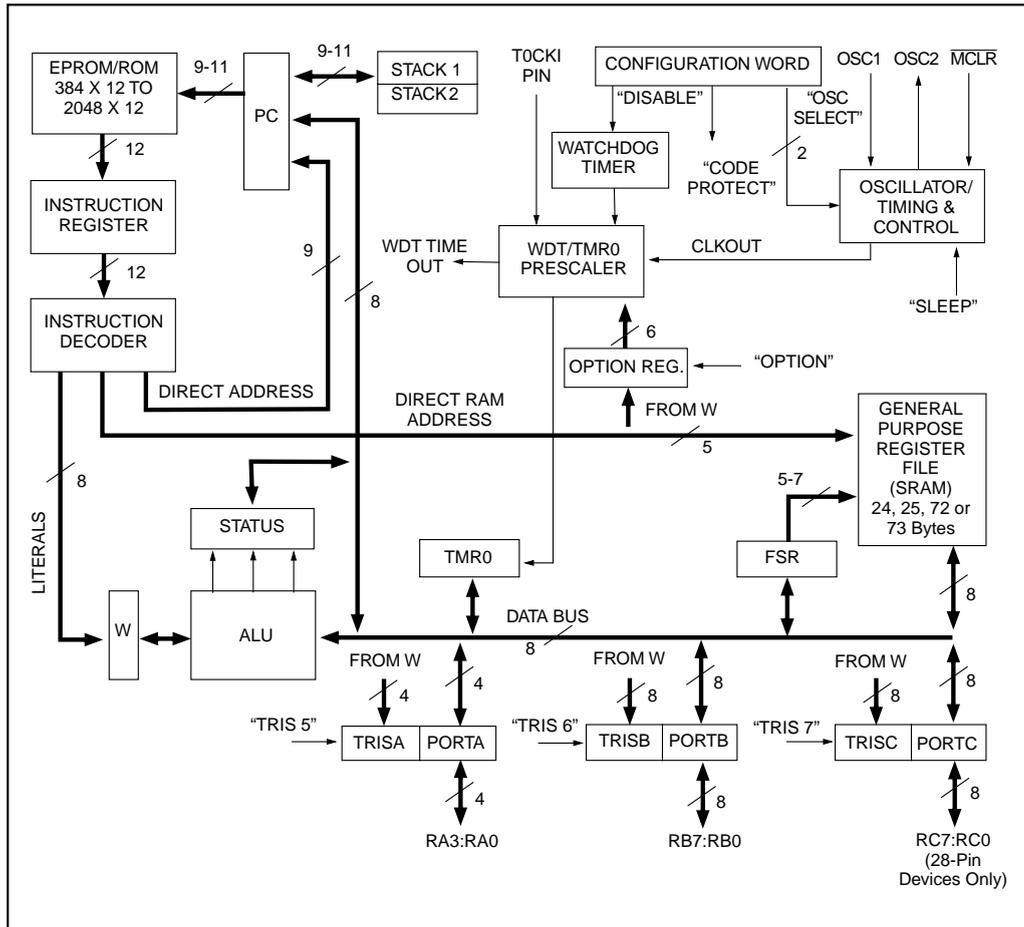 EPROM/ROM
384 X 12 TO
2048 X 12
9-11
PC
9-11
STACK 1
STACK2
T0CKI
PIN
CONFIGURATION WORD
OSC1
OSC2
MCLR
“DISABLE”
“OSC
SELECT”
2
WATCHDOG
TIMER
“CODE
PROTECT”
12
INSTRUCTION
REGISTER
OSCILLATOR/
TIMING &
CONTROL
9
8
WDT TIME
OUT
WDT/TMR0
PRESCALER
CLKOUT
“SLEEP”
12
INSTRUCTION
DECODER
6
OPTION REG.
“OPTION”
DIRECT ADDRESS
DIRECT RAM
ADDRESS
FROM W
5
GENERAL
PURPOSE
REGISTER
FILE
(SRAM)
24, 25, 72 or
73 Bytes
8
LITERALS
STATUS
5-7
TMR0
FSR
8
W
ALU
DATA BUS
8
FROM W
4
4
FROM W
8
8
FROM W
8
8
“TRIS 5”
TRISA
PORTA
“TRIS 6”
TRISB
PORTB
“TRIS 7”
TRISC
PORTC
4
8
8
RA3:RA0
RB7:RB0
RC7:RC0
(28-Pin
Devices Only)